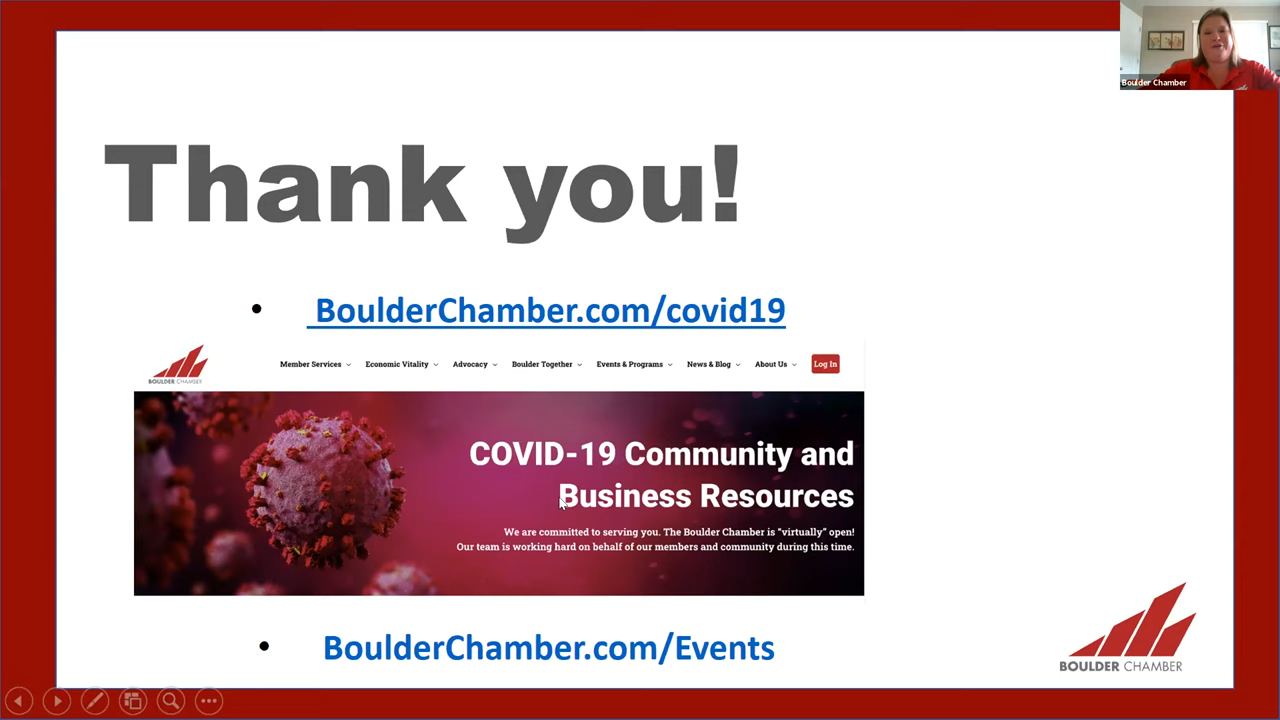 Boulder Chamber
Thank you!
BoulderChamber.com/covid19
BOULDER CHAMBER
Member Services Economic Vitality Advocacy Boulder Together Events & Programs News & Blog About Us Log In
COVID-19 Community and
Business Resources
We are committed to serving you. The Boulder Chamber is "virtually" open!
Our team is working hard on behalf of our members and community during this time.
BoulderChamber.com/Events
BOULDER CHAMBER